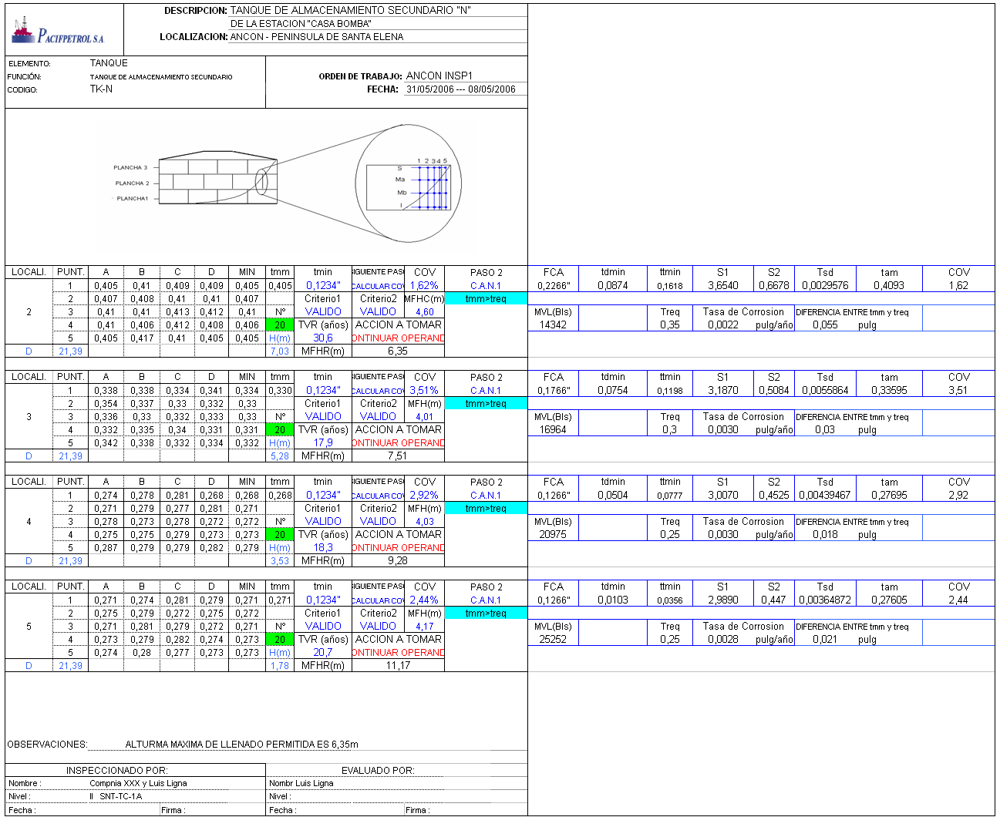 PACIFPETROL S.A.
DESCRIPCION: TANQUE DE ALMACENAMIENTO SECUNDARIO "N"
DE LA ESTACION "CASA BOMBA"
LOCALIZACION: ANCON - PENINSULA DE SANTA ELENA
ELEMENTO: TANQUE
FUNCIÓN: TANQUE DE ALMACENAMIENTO SECUNDARIO
CODIGO: TK-N
ORDEN DE TRABAJO: ANCON INSP1
FECHA: 31/05/2006 --- 08/05/2006
PLANCHA 3
PLANCHA 2
PLANCHA1
1 2 3 4 5
S
Ma
Mb
I
LOCALI. PUNT. A B C D MIN tmm tmin SIGUIENTE PASO COV PASO 2 FCA tdmin ttmin S1 S2 Tsd tam COV
1 0,405 0,41 0,409 0,409 0,405 0,405 0,1234" CALCULAR COV 1,62% C.A.N.1 0,2266" 0,0874 0,1618 3,6540 0,6678 0,0029576 0,4093 1,62
2 0,407 0,408 0,41 0,41 0,407 Criterio1 Criterio2 MFHC(m) tmm>treq
2 3 0,41 0,41 0,413 0,412 0,41 Nº VALIDO VALIDO 4,60 MVL(Bls) Treq Tasa de Corrosion DIFERENCIA ENTRE tmm y treq
4 0,41 0,406 0,412 0,408 0,406 20 TVR (años) ACCION A TOMAR 14342 0,35 0,0022 pulg/año 0,055 pulg
5 0,405 0,417 0,41 0,405 0,405 H(m) 30,6 ONTINUAR OPERAND
D 21,39 7,03 MFHR(m) 6,35
LOCALI. PUNT. A B C D MIN tmm tmin SIGUIENTE PASO COV PASO 2 FCA tdmin ttmin S1 S2 Tsd tam COV
1 0,338 0,338 0,334 0,341 0,334 0,330 0,1234" CALCULAR COV 3,51% C.A.N.1 0,1766" 0,0754 0,1198 3,1870 0,5084 0,0055864 0,33595 3,51
2 0,354 0,337 0,33 0,332 0,33 Criterio1 Criterio2 MFH(m) tmm>treq
3 3 0,336 0,33 0,332 0,333 0,33 Nº VALIDO VALIDO 4,01 MVL(Bls) Treq Tasa de Corrosion DIFERENCIA ENTRE tmm y treq
4 0,332 0,335 0,34 0,331 0,331 20 TVR (años) ACCION A TOMAR 16964 0,3 0,0030 pulg/año 0,03 pulg
5 0,342 0,338 0,332 0,334 0,332 H(m) 17,9 ONTINUAR OPERAND
D 21,39 5,28 MFHR(m) 7,51
LOCALI. PUNT. A B C D MIN tmm tmin SIGUIENTE PASO COV PASO 2 FCA tdmin ttmin S1 S2 Tsd tam COV
1 0,274 0,278 0,281 0,268 0,268 0,268 0,1234" CALCULAR COV 2,92% C.A.N.1 0,1266" 0,0504 0,0777 3,0070 0,4525 0,00439467 0,27695 2,92
2 0,271 0,279 0,277 0,281 0,271 Criterio1 Criterio2 MFH(m) tmm>treq
4 3 0,278 0,273 0,278 0,272 0,272 Nº VALIDO VALIDO 4,03 MVL(Bls) Treq Tasa de Corrosion DIFERENCIA ENTRE tmm y treq
4 0,275 0,275 0,279 0,273 0,273 20 TVR (años) ACCION A TOMAR 20975 0,25 0,0030 pulg/año 0,018 pulg
5 0,287 0,279 0,279 0,282 0,279 H(m) 18,3 ONTINUAR OPERAND
D 21,39 3,53 MFHR(m) 9,28
LOCALI. PUNT. A B C D MIN tmm tmin SIGUIENTE PASO COV PASO 2 FCA tdmin ttmin S1 S2 Tsd tam COV
1 0,271 0,274 0,281 0,279 0,271 0,271 0,1234" CALCULAR COV 2,44% C.A.N.1 0,1266" 0,0103 0,0356 2,9890 0,447 0,00364872 0,27605 2,44
2 0,275 0,279 0,272 0,275 0,272 Criterio1 Criterio2 MFH(m) tmm>treq
5 3 0,271 0,281 0,279 0,272 0,271 Nº VALIDO VALIDO 4,17 MVL(Bls) Treq Tasa de Corrosion DIFERENCIA ENTRE tmm y treq
4 0,273 0,279 0,282 0,274 0,273 20 TVR (años) ACCION A TOMAR 25252 0,25 0,0028 pulg/año 0,021 pulg
5 0,274 0,28 0,277 0,273 0,273 H(m) 20,7 ONTINUAR OPERAND
D 21,39 1,78 MFHR(m) 11,17
OBSERVACIONES: ALTURMA MAXIMA DE LLENADO PERMITIDA ES 6,35m
INSPECCIONADO POR: EVALUADO POR:
Nombre : Compnia XXX y Luis Ligna Nombr Luis Ligna
Nivel : II SNT-TC-1A Nivel :
Fecha : Firma : Fecha : Firma :